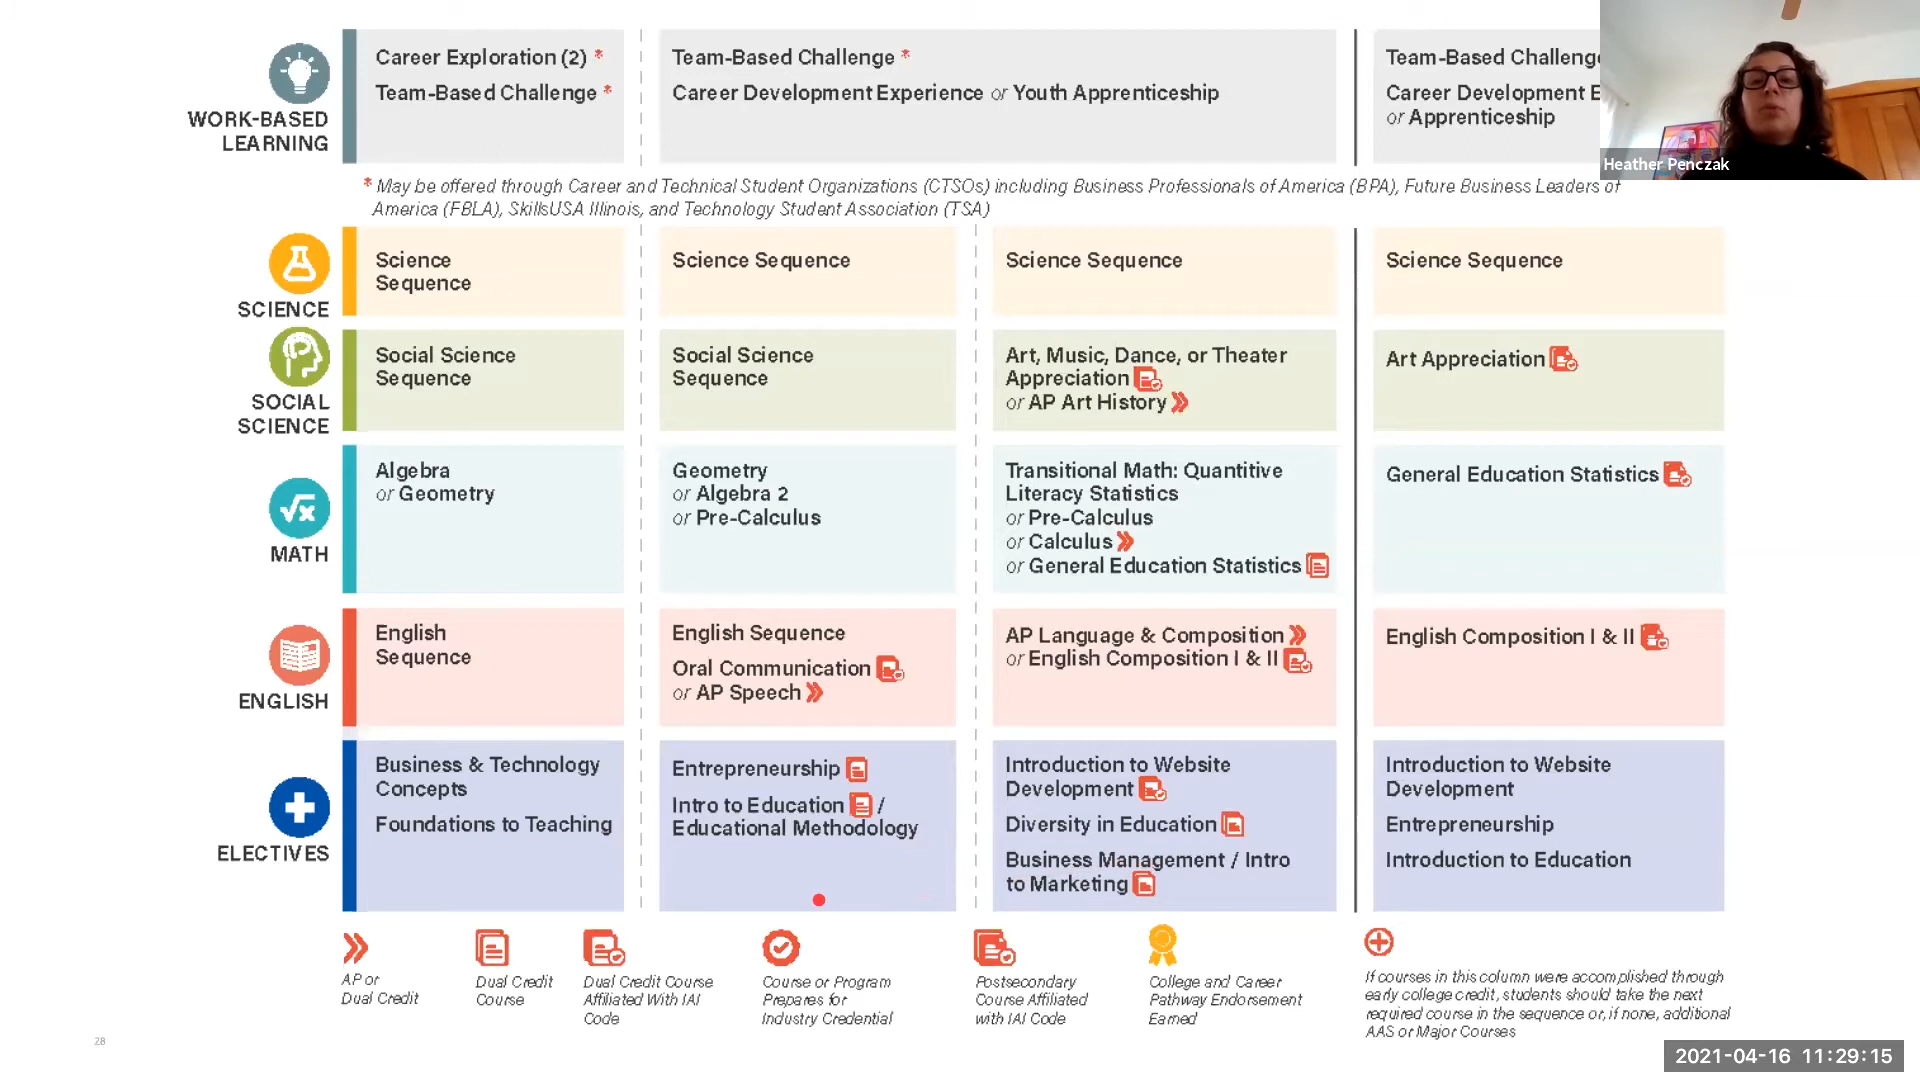 WORK-BASED
LEARNING
Career Exploration (2) *
Team-Based Challenge *
Team-Based Challenge *
Career Development Experience or Youth Apprenticeship
Team-Based Challenge
Career Development E
or Apprenticeship
Heather Penczak
* May be offered through Career and Technical Student Organizations (CTSOs) including Business Professionals of America (BPA), Future Business Leaders of
America (FBLA), SkillsUSA Illinois, and Technology Student Association (TSA)
SCIENCE
Science
Sequence
Science Sequence
Science Sequence
Science Sequence
SOCIAL
SCIENCE
Social Science
Sequence
Social Science
Sequence
Art, Music, Dance, or Theater
Appreciation
or AP Art History
Art Appreciation
√x
MATH
Algebra
or Geometry
Geometry
or Algebra 2
or Pre-Calculus
Transitional Math: Quantitive
Literacy Statistics
or Pre-Calculus
or Calculus
or General Education Statistics
General Education Statistics
ENGLISH
English
Sequence
English Sequence
Oral Communication
or AP Speech
AP Language & Composition
or English Composition I & II
English Composition I & II
ELECTIVES
Business & Technology
Concepts
Foundations to Teaching
Entrepreneurship
Intro to Education /
Educational Methodology
Introduction to Website
Development
Diversity in Education
Business Management / Intro
to Marketing
Introduction to Website
Development
Entrepreneurship
Introduction to Education
AP or
Dual Credit
Dual Credit
Course
Dual Credit Course
Affiliated With IAI
Code
Course or Program
Prepares for
Industry Credential
Postsecondary
Course Affiliated
with IAI Code
College and Career
Pathway Endorsement
Earned
If courses in this column were accomplished through
early college credit, students should take the next
required course in the sequence or, if none, additional
AAS or Major Courses
28
2021-04-16 11:29:15